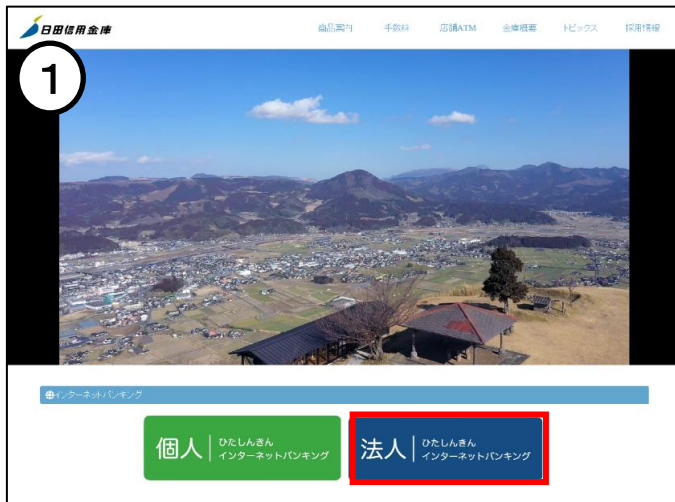 日田信用金庫
商品案内 手数料 店舗ATM 金庫概要 トピックス 採用情報
1
インターネットバンキング
個人 ひたしんきん
インターネットバンキング
法人 ひたしんきん
インターネットバンキング